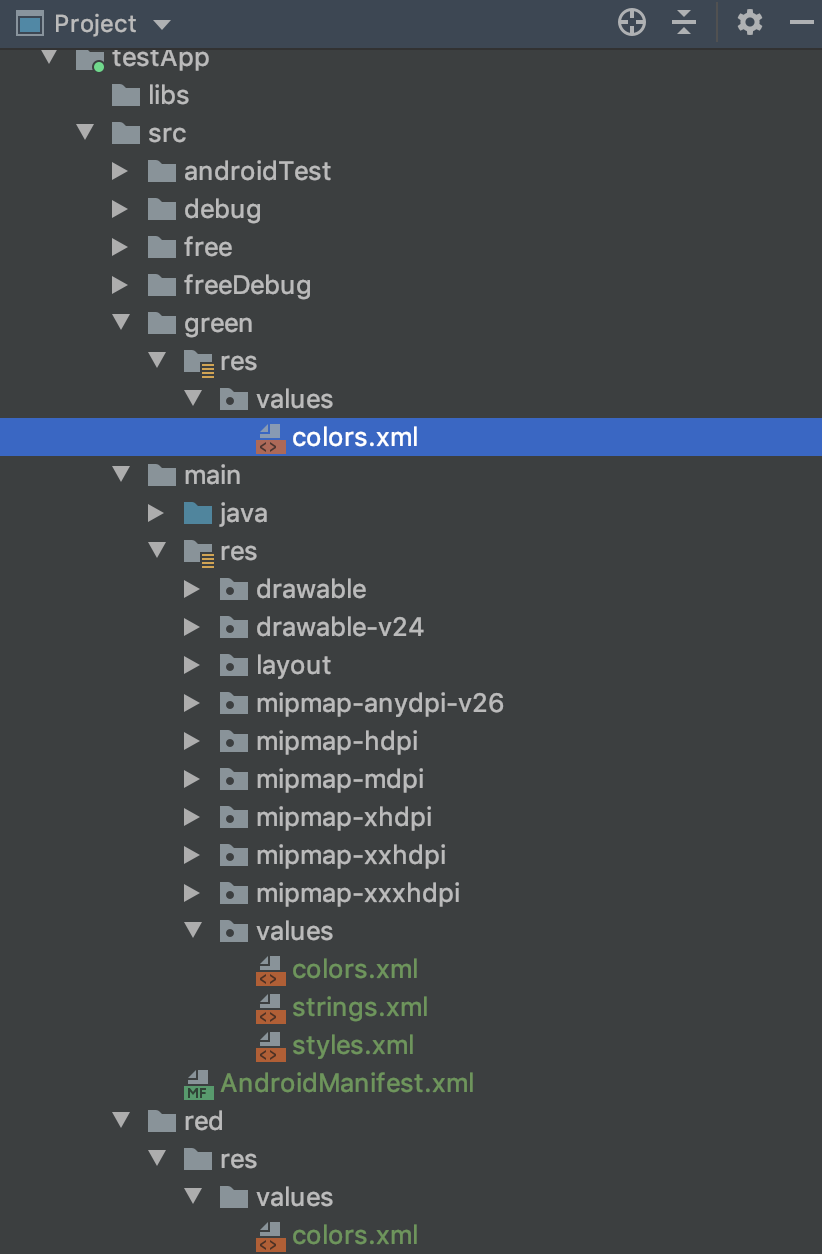 Project
testApp
libs
src
androidTest
debug
free
freeDebug
green
res
values
colors.xml
main
java
res
drawable
drawable-v24
layout
mipmap-anydpi-v26
mipmap-hdpi
mipmap-mdpi
mipmap-xhdpi
mipmap-xxhdpi
mipmap-xxxhdpi
values
colors.xml
strings.xml
styles.xml
MF AndroidManifest.xml
red
res
values
colors.xml